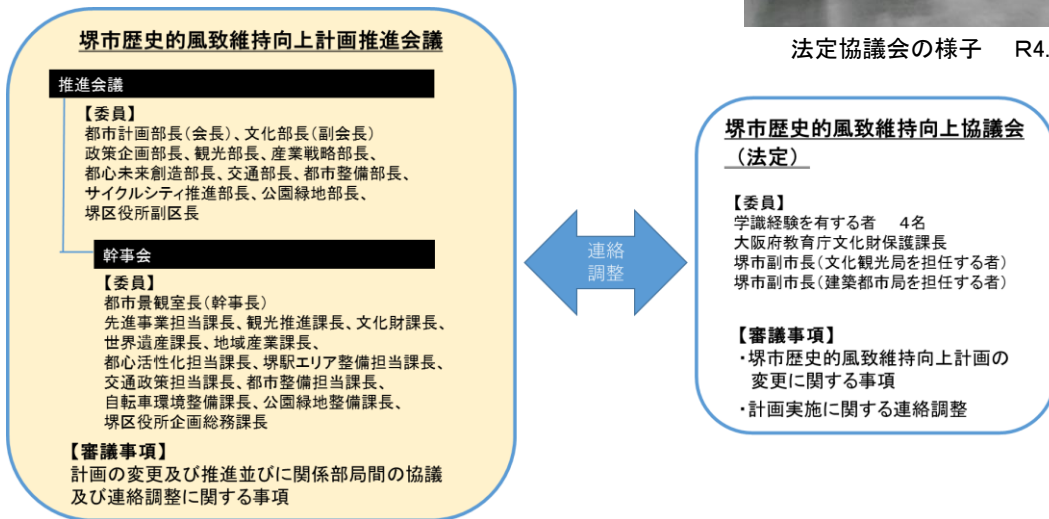 堺市歴史的風致維持向上計画推進会議
推進会議
【委員】
都市計画部長(会長)、文化部長(副会長)
政策企画部長、観光部長、産業戦略部長、
都心未来創造部長、交通部長、都市整備部長、
サイクルシティ推進部長、公園緑地部長、
堺区役所副区長
幹事会
【委員】
都市景観室長(幹事長)
先進事業担当課長、観光推進課長、文化財課長、
世界遺産課長、地域産業課長、
都心活性化担当課長、堺駅エリア整備担当課長、
交通政策担当課長、都市整備担当課長、
自転車環境整備課長、公園緑地整備課長、
堺区役所企画総務課長
【審議事項】
計画の変更及び推進並びに関係部局間の協議
及び連絡調整に関する事項
連絡
調整
法定協議会の様子 R4.
堺市歴史的風致維持向上協議会
(法定)
【委員】
学識経験を有する者 4名
大阪府教育庁文化財保護課長
堺市副市長(文化観光局を担任する者)
堺市副市長(建築都市局を担任する者)
【審議事項】
・堺市歴史的風致維持向上計画の
変更に関する事項
・計画実施に関する連絡調整